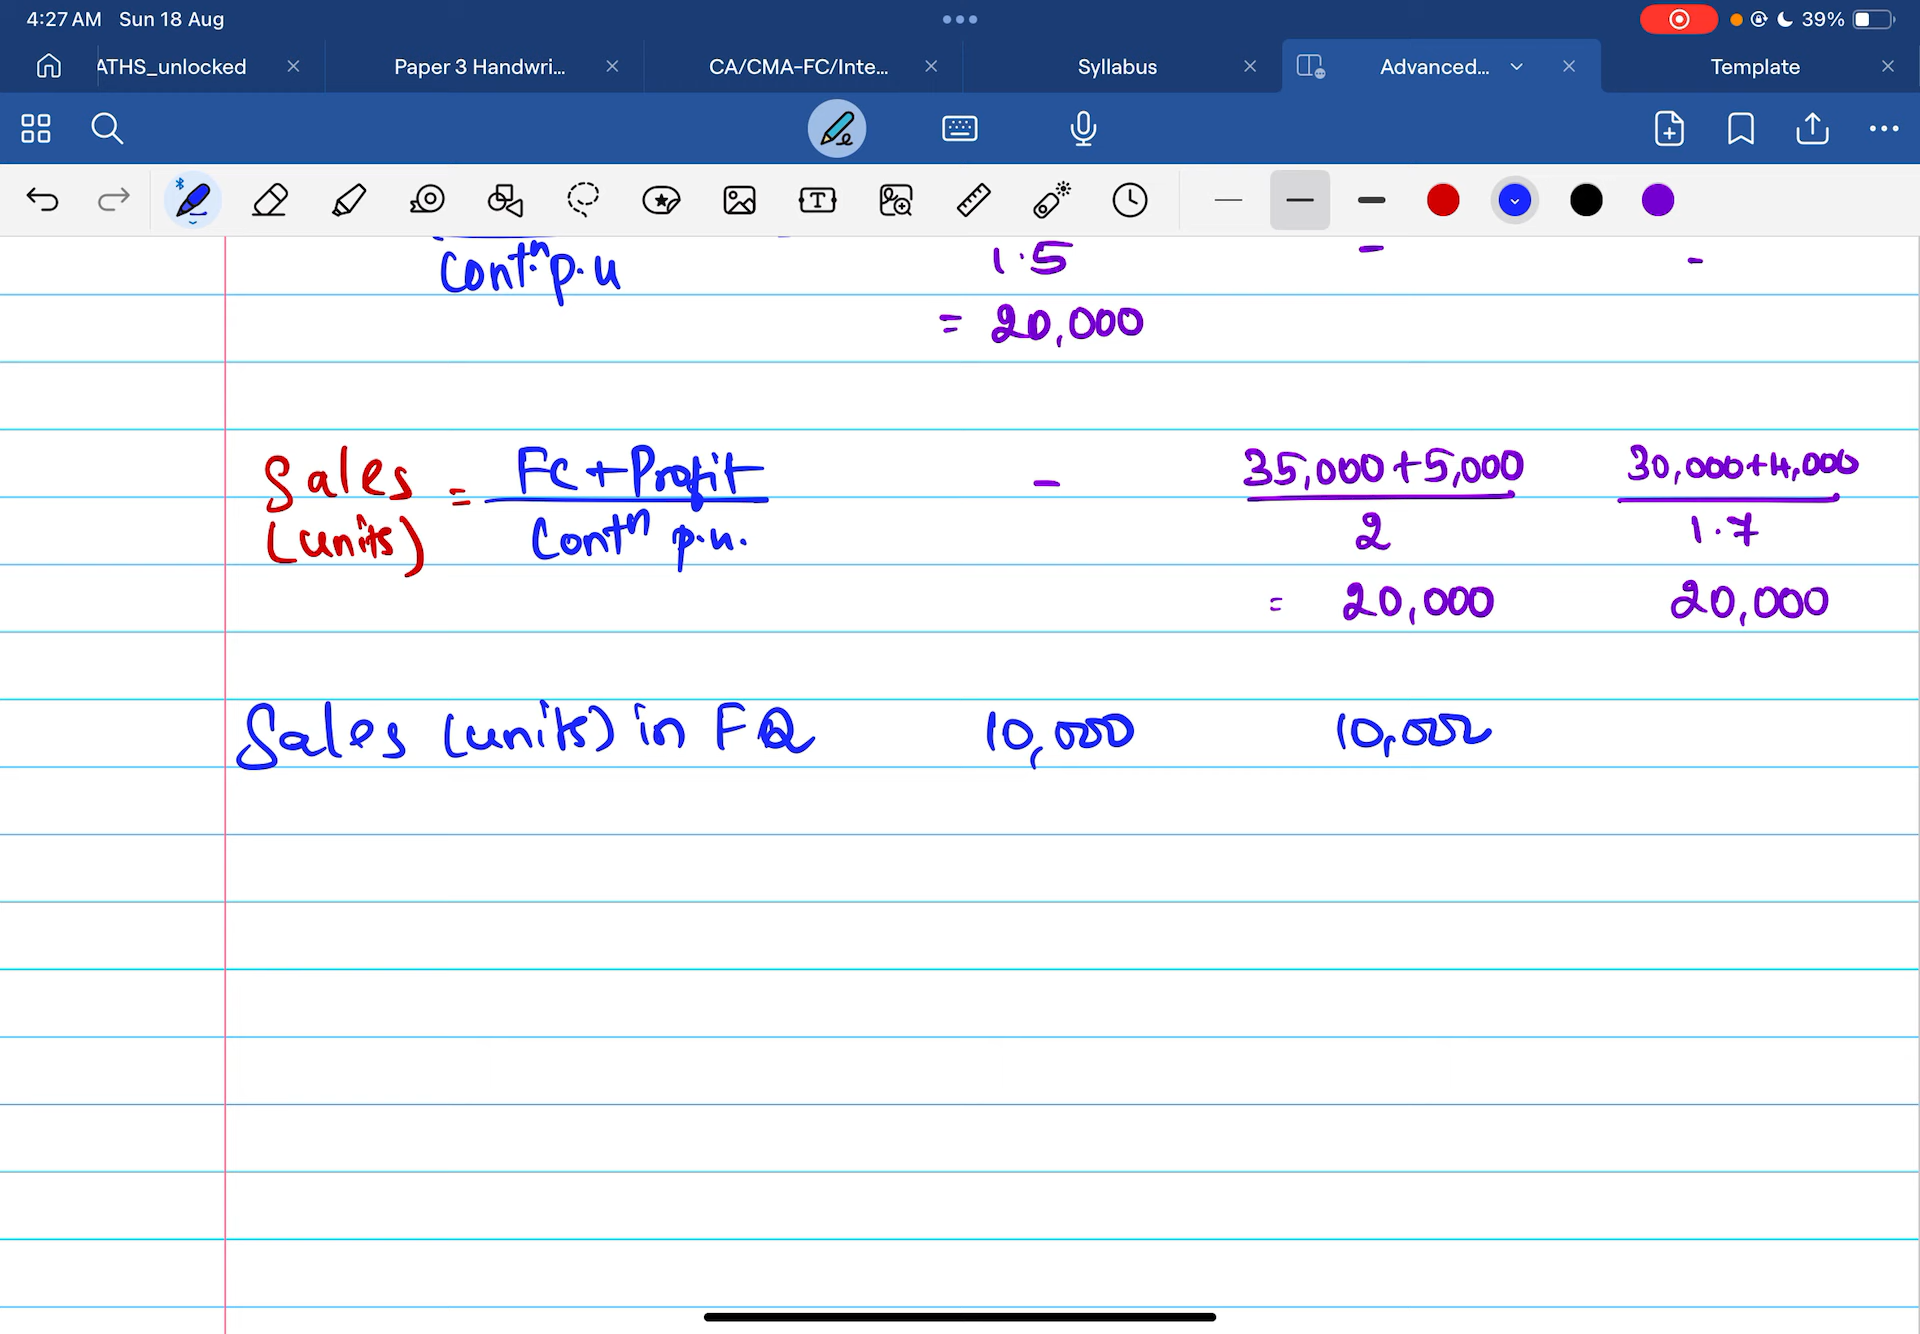 4:27 AM Sun 18 Aug
39%
ATHS_unlocked
Paper 3 Handwri...
CA/CMA-FC/Inte...
Syllabus
Advanced...
Template
Contⁿ. p.u 1.5 - -
= 20,000
Sales = FC + Profit - 35,000+5,000 30,000+4,000
(units) Contⁿ p.u. 2 1.7
= 20,000 20,000
Sales (units) in FQ 10,000 10,000